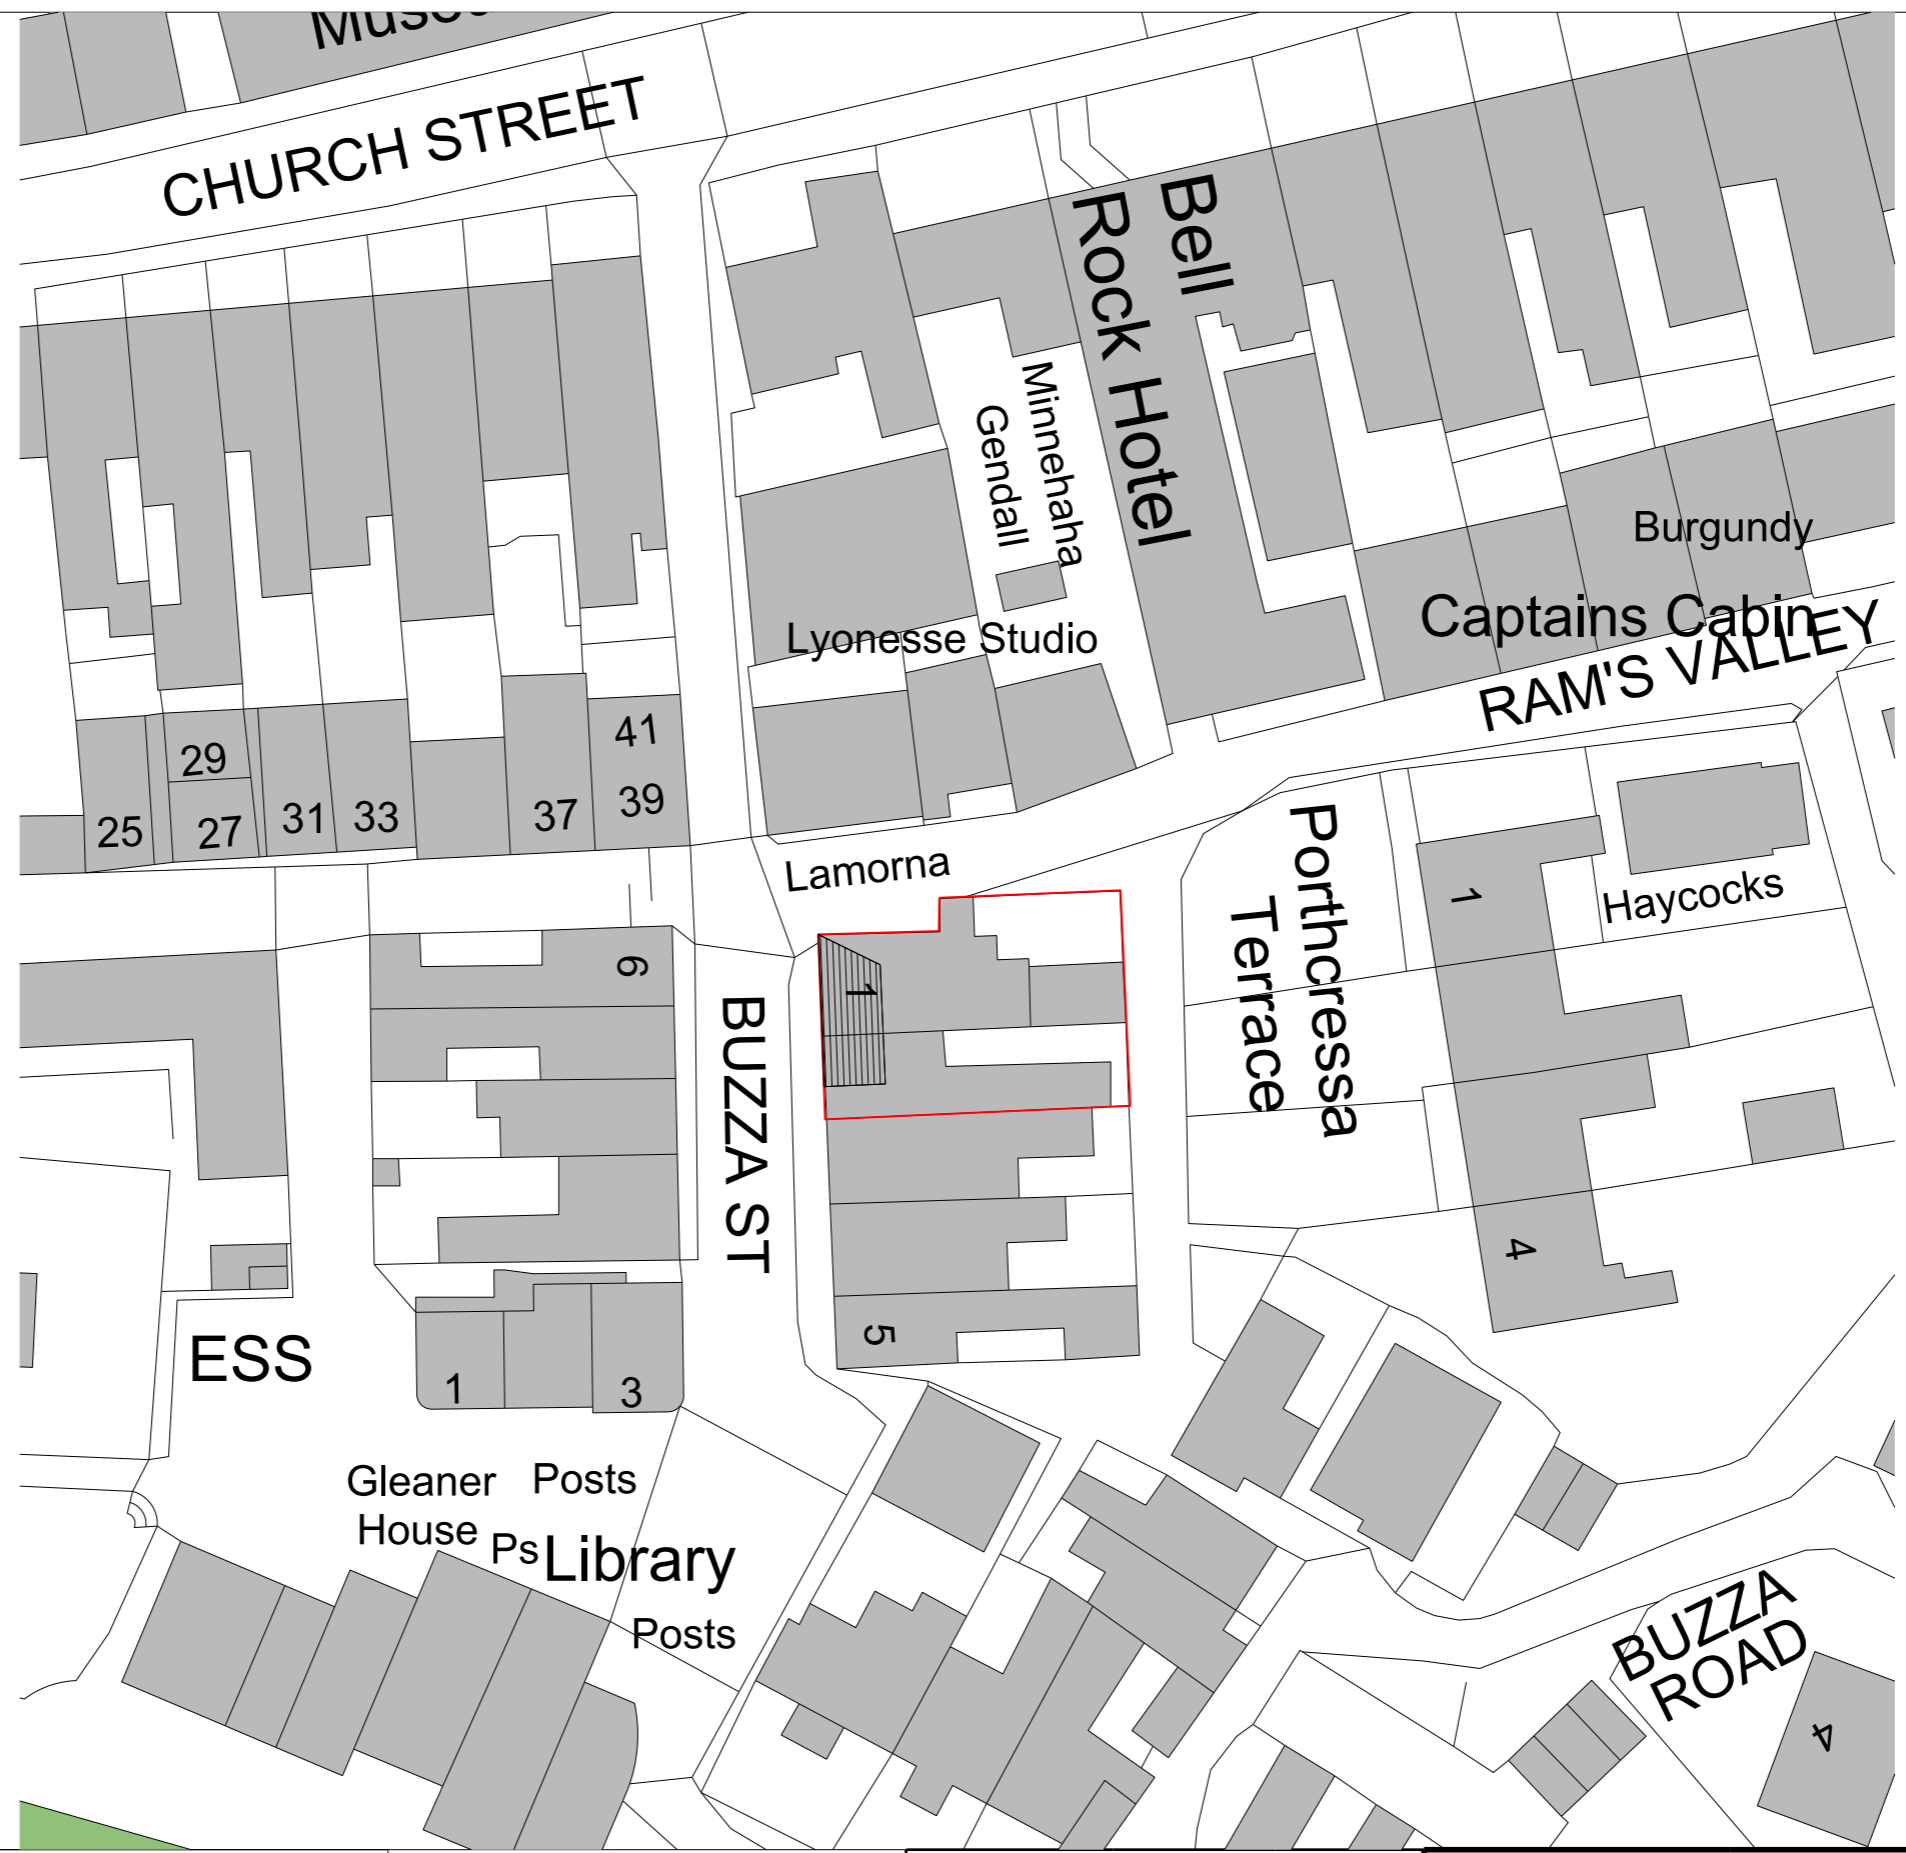 CHURCH STREET
Bell
Rock Hotel
Minnehaha
Gendall
Burgundy
Captains Cabin
RAM'S VALLEY
Lyonesse Studio
41
29
39
25
27
31
33
37
Lamorna
Porthcressa
Terrace
1
Haycocks
6
1
BUZZA ST
4
5
ESS
1
3
Gleaner
House
Posts
Ps
Library
Posts
BUZZA
ROAD
4